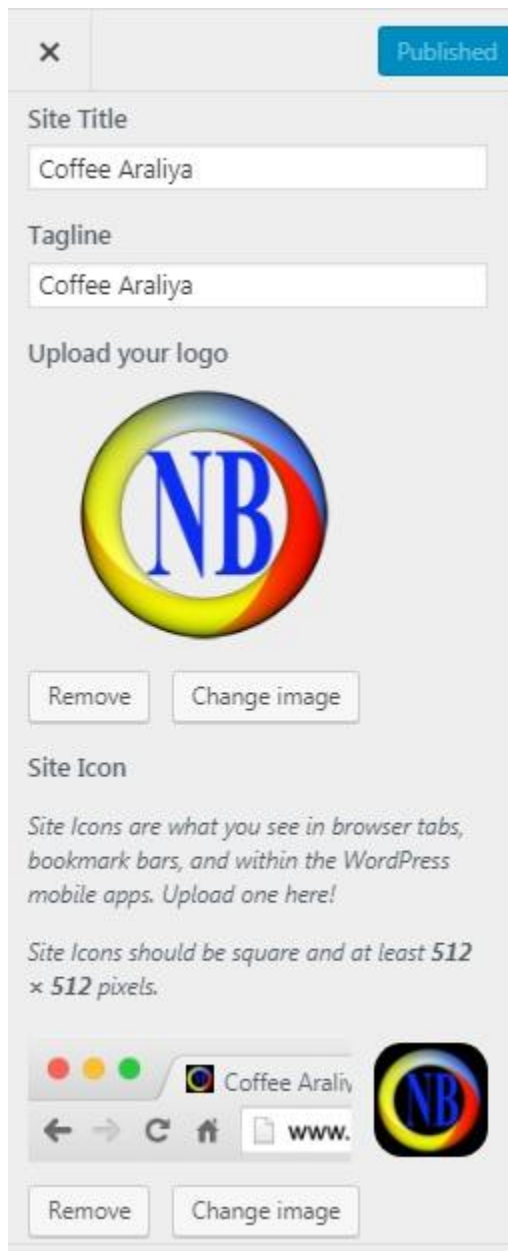 × Published
Site Title
Coffee Araliya
Tagline
Coffee Araliya
Upload your logo
NB
Remove Change image
Site Icon
Site Icons are what you see in browser tabs,
bookmark bars, and within the WordPress
mobile apps. Upload one here!
Site Icons should be square and at least 512
× 512 pixels.
Coffee Araliy
www.
NB
Remove Change image